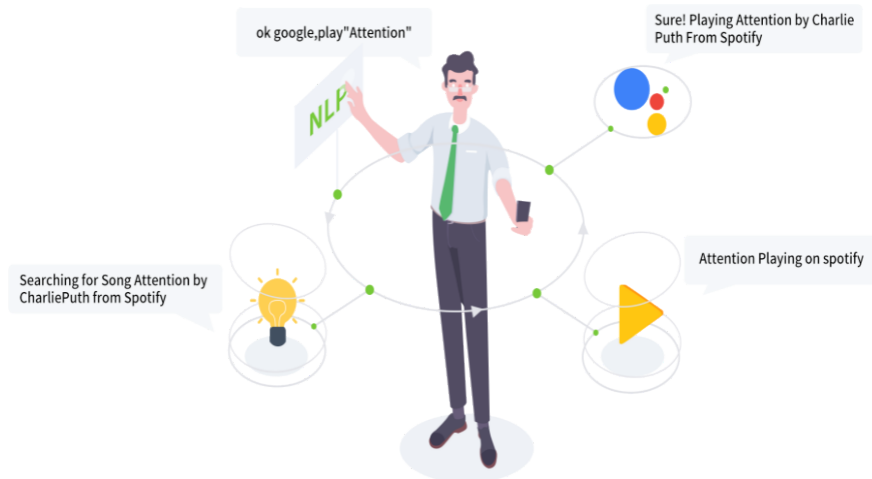 ok google,play"Attention"
Sure! Playing Attention by Charlie
Puth From Spotify
NLP
Searching for Song Attention by
CharliePuth from Spotify
Attention Playing on spotify